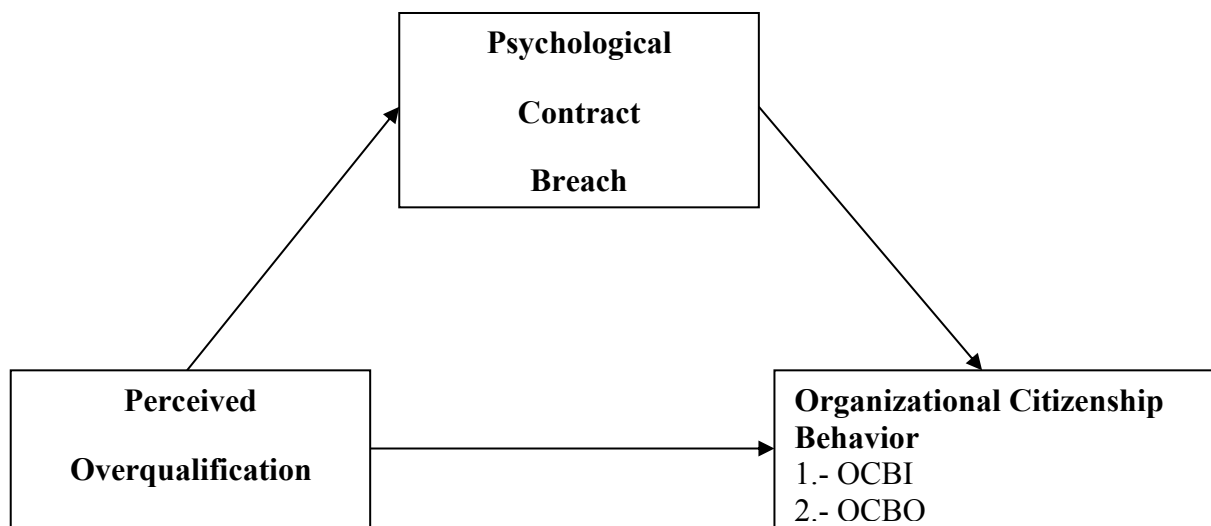 Psychological
Contract
Breach
Perceived
Overqualification
Organizational Citizenship
Behavior
1.- OCBI
2.- OCBO